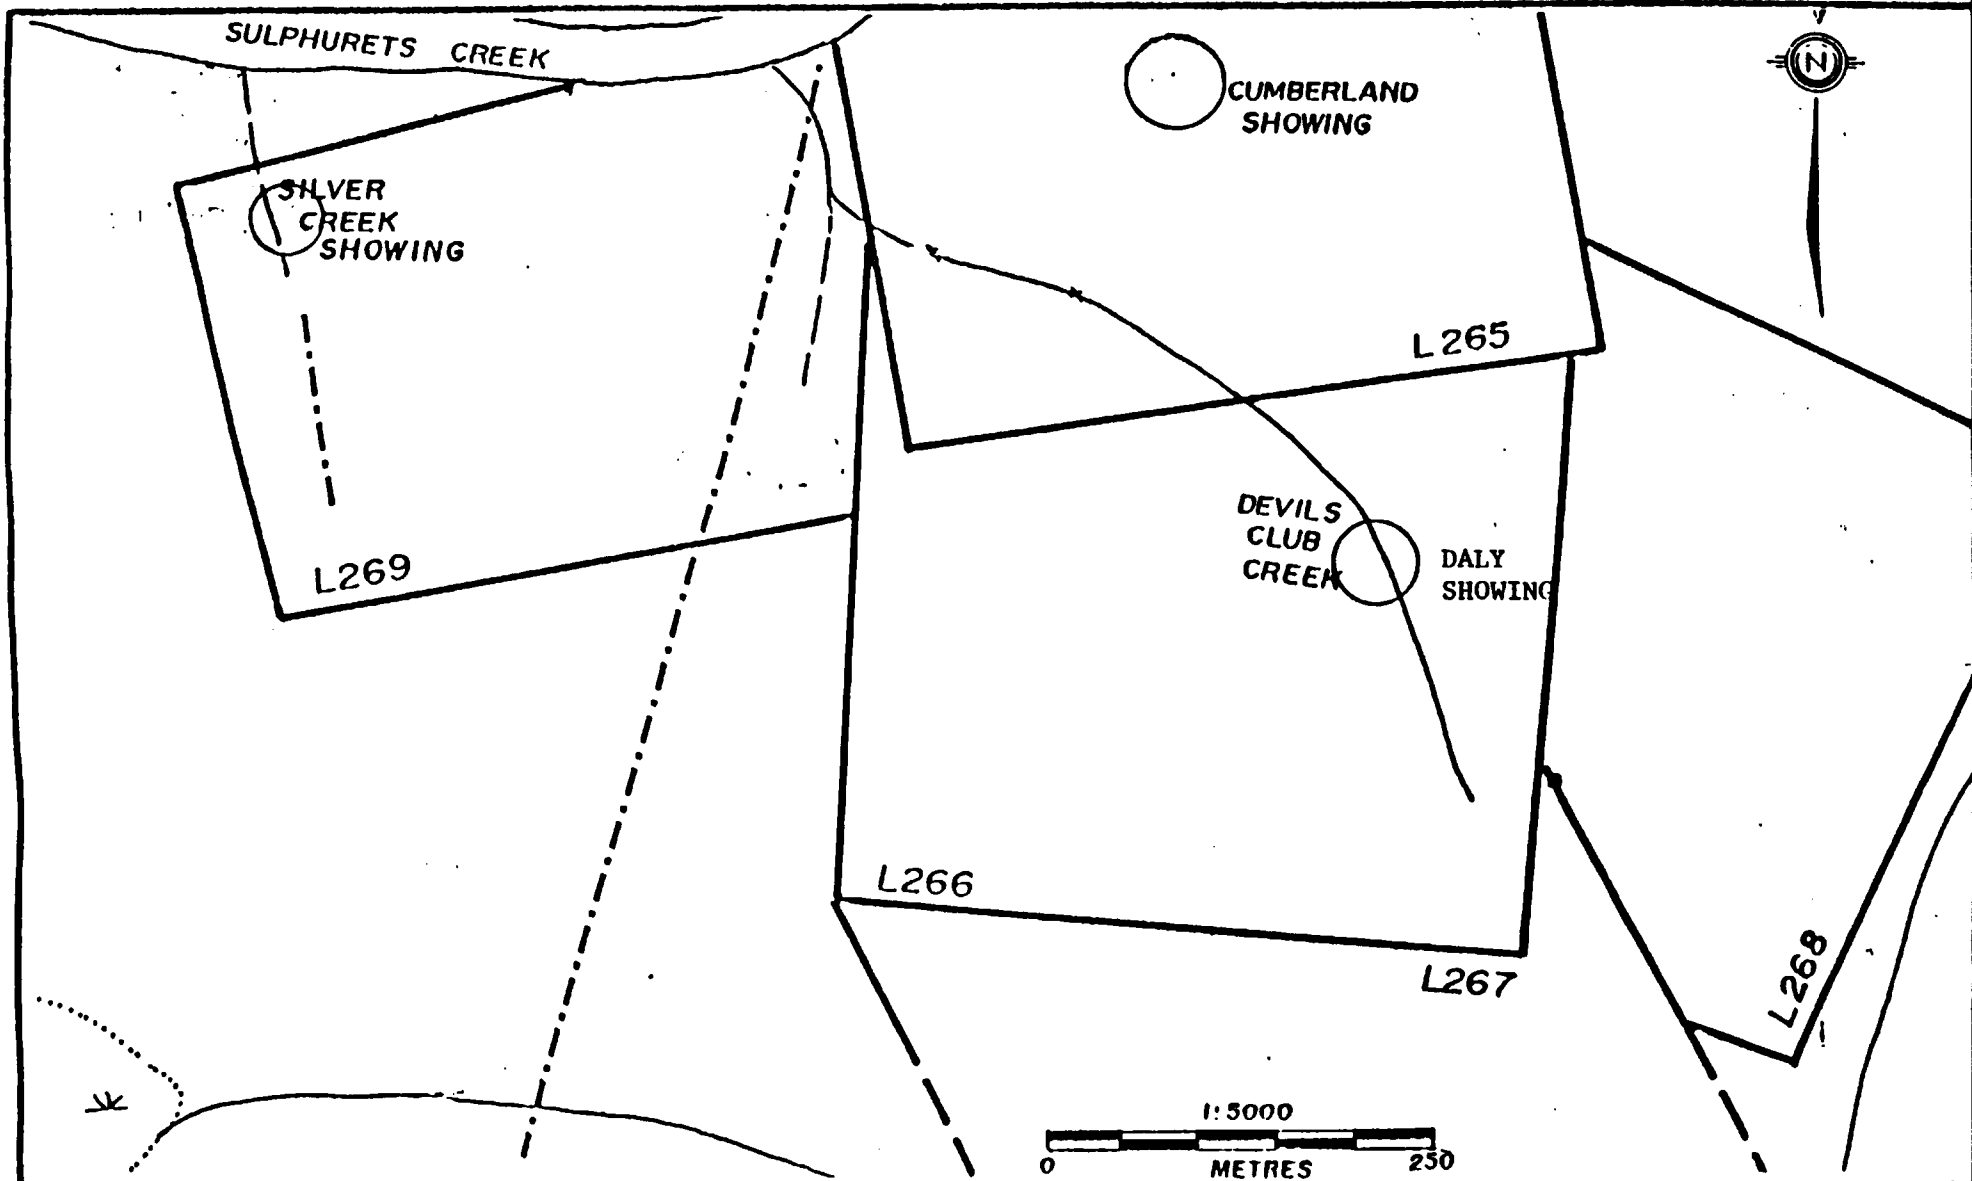 SULPHURETS CREEK
N
CUMBERLAND
SHOWING
SILVER
CREEK
SHOWING
L265
DEVILS
CLUB
CREEK
DALY
SHOWING
L269
L266
L267
L268
1:5000
0 250
METRES